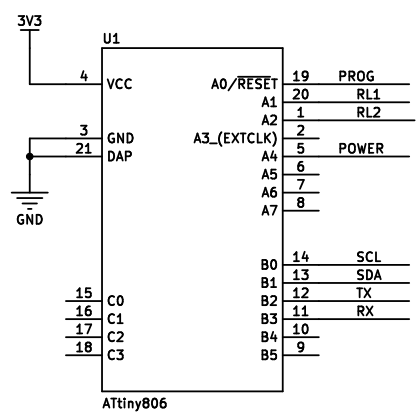 3V3
U1
4 VCC
A0/RESET 19 PROG
A1 20 RL1
A2 1 RL2
3 GND
A3_(EXTCLK) 2
21 DAP
A4 5 POWER
A5 6
A6 7
A7 8
GND
B0 14 SCL
B1 13 SDA
15 C0
B2 12 TX
16 C1
B3 11 RX
17 C2
B4 10
18 C3
B5 9
ATtiny806